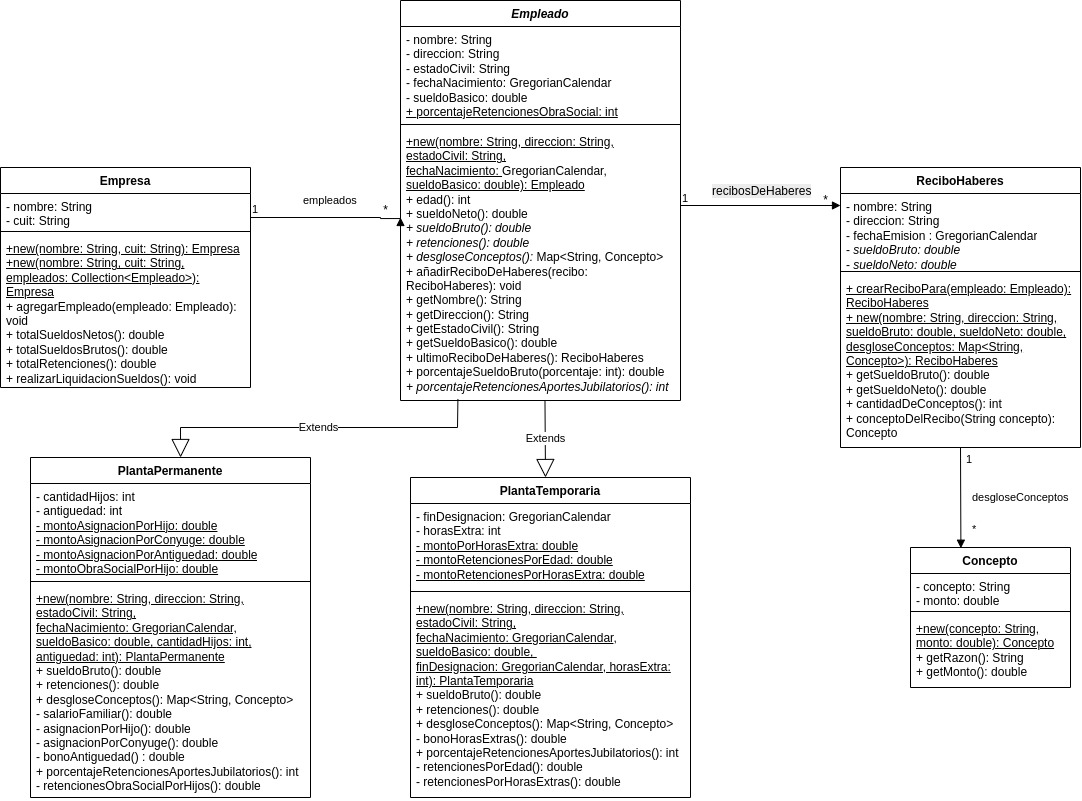 Empleado
- nombre: String
- direccion: String
- estadoCivil: String
- fechaNacimiento: GregorianCalendar
- sueldoBasico: double
+ porcentajeRetencionesObraSocial: int
+new(nombre: String, direccion: String,
estadoCivil: String,
fechaNacimiento: GregorianCalendar,
sueldoBasico: double): Empleado
+ edad(): int
+ sueldoNeto(): double
+ sueldoBruto(): double
+ retenciones(): double
+ desgloseConceptos(): Map<String, Concepto>
+ añadirReciboDeHaberes(recibo:
ReciboHaberes): void
+ getNombre(): String
+ getDireccion(): String
+ getEstadoCivil(): String
+ getSueldoBasico(): double
+ ultimoReciboDeHaberes(): ReciboHaberes
+ porcentajeSueldoBruto(porcentaje: int): double
+ porcentajeRetencionesAportesJubilatorios(): int
Empresa
- nombre: String
- cuit: String
+new(nombre: String, cuit: String): Empresa
+new(nombre: String, cuit: String,
empleados: Collection<Empleado>):
Empresa
+ agregarEmpleado(empleado: Empleado):
void
+ totalSueldosNetos(): double
+ totalSueldosBrutos(): double
+ totalRetenciones(): double
+ realizarLiquidacionSueldos(): void
1
empleados
*
1
recibosDeHaberes
*
ReciboHaberes
- nombre: String
- direccion: String
- fechaEmision : GregorianCalendar
- sueldoBruto: double
- sueldoNeto: double
+ crearReciboPara(empleado: Empleado):
ReciboHaberes
+ new(nombre: String, direccion: String,
sueldoBruto: double, sueldoNeto: double,
desgloseConceptos: Map<String,
Concepto>): ReciboHaberes
+ getSueldoBruto(): double
+ getSueldoNeto(): double
+ cantidadDeConceptos(): int
+ conceptoDelRecibo(String concepto):
Concepto
Extends
Extends
1
desgloseConceptos
*
PlantaPermanente
- cantidadHijos: int
- antiguedad: int
- montoAsignacionPorHijo: double
- montoAsignacionPorConyuge: double
- montoAsignacionPorAntiguedad: double
- montoObraSocialPorHijo: double
+new(nombre: String, direccion: String,
estadoCivil: String,
fechaNacimiento: GregorianCalendar,
sueldoBasico: double, cantidadHijos: int,
antiguedad: int): PlantaPermanente
+ sueldoBruto(): double
+ retenciones(): double
+ desgloseConceptos(): Map<String, Concepto>
- salarioFamiliar(): double
- asignacionPorHijo(): double
- asignacionPorConyuge(): double
- bonoAntiguedad() : double
+ porcentajeRetencionesAportesJubilatorios(): int
- retencionesObraSocialPorHijos(): double
PlantaTemporaria
- finDesignacion: GregorianCalendar
- horasExtra: int
- montoPorHorasExtra: double
- montoRetencionesPorEdad: double
- montoRetencionesPorHorasExtra: double
+new(nombre: String, direccion: String,
estadoCivil: String,
fechaNacimiento: GregorianCalendar,
sueldoBasico: double,
finDesignacion: GregorianCalendar, horasExtra:
int): PlantaTemporaria
+ sueldoBruto(): double
+ retenciones(): double
+ desgloseConceptos(): Map<String, Concepto>
- bonoHorasExtras(): double
+ porcentajeRetencionesAportesJubilatorios(): int
- retencionesPorEdad(): double
- retencionesPorHorasExtras(): double
Concepto
- concepto: String
- monto: double
+new(concepto: String,
monto: double): Concepto
+ getRazon(): String
+ getMonto(): double